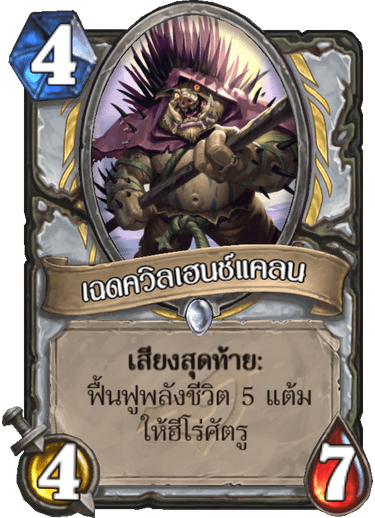 4
เฉดควิลเฮนช์แคลน
เสียงสุดท้าย:
ฟื้นฟูพลังชีวิต 5 แต้ม
ให้ฮีโร่ศัตรู
4
7